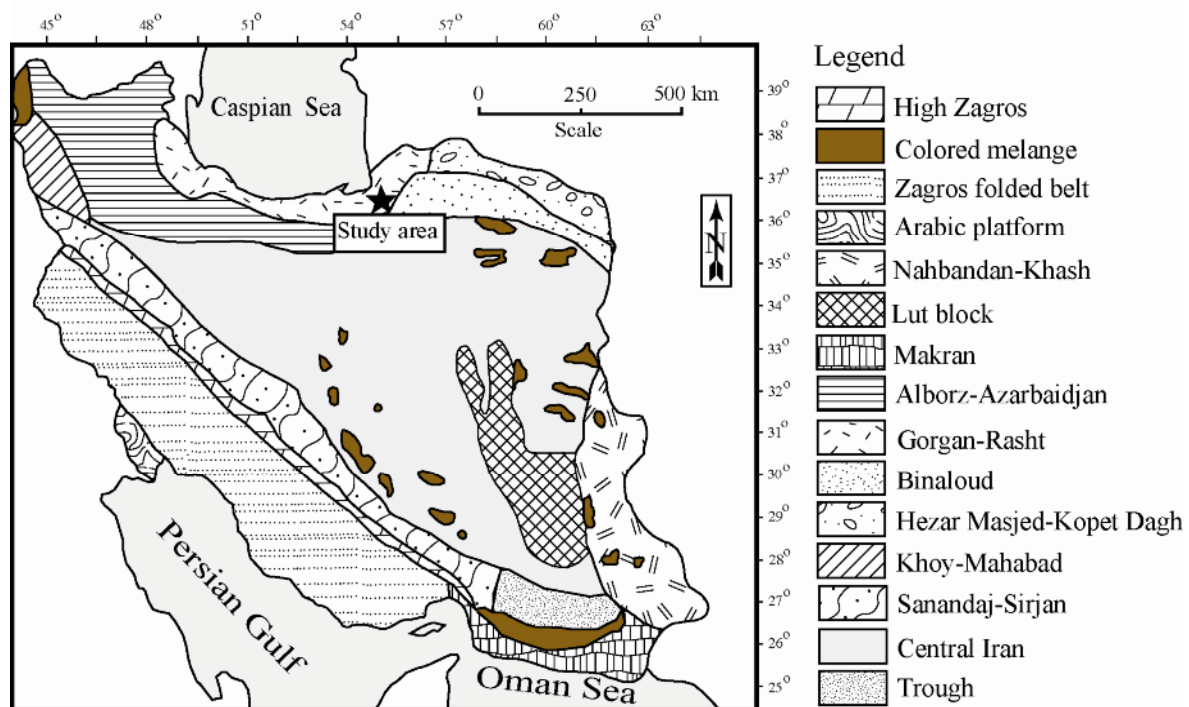 45° 48° 51° 54° 57° 60° 63°
Caspian Sea
0 250 500 km
Scale
N
Study area
Persian Gulf
Oman Sea
39°
38°
37°
36°
35°
34°
33°
32°
31°
30°
29°
28°
27°
26°
25°
Legend
High Zagros
Colored melange
Zagros folded belt
Arabic platform
Nahbandan-Khash
Lut block
Makran
Alborz-Azarbaidjan
Gorgan-Rasht
Binaloud
Hezar Masjed-Kopet Dagh
Khoy-Mahabad
Sanandaj-Sirjan
Central Iran
Trough